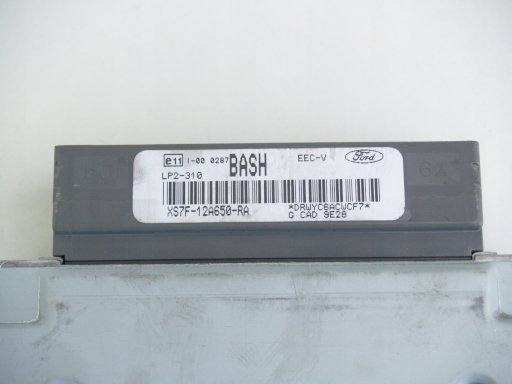 e11 I-00 0287 BASH EEC-V Ford
LP2-310
XS7F-12A650-RA *DRWYC6ACWCF7*
G CAD 9E28